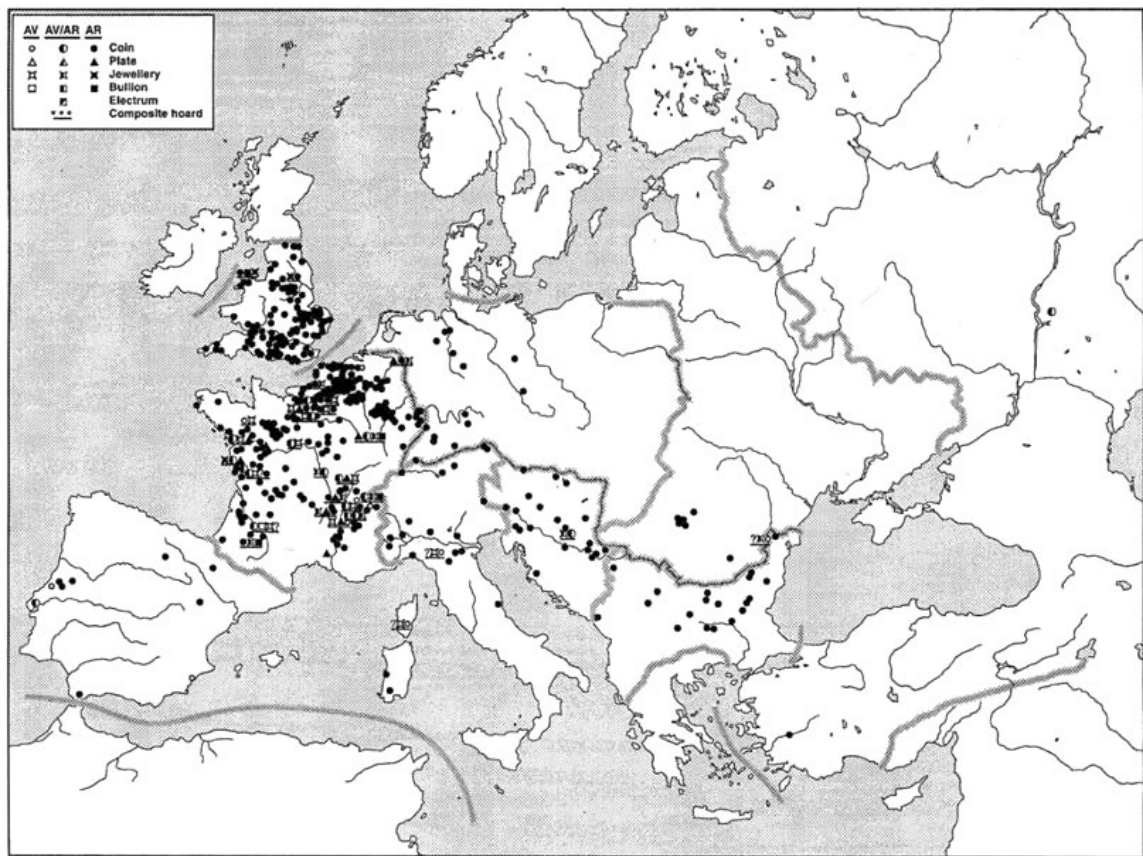 AV AV/AR AR
Coin
Plate
Jewellery
Bullion
Electrum
Composite hoard